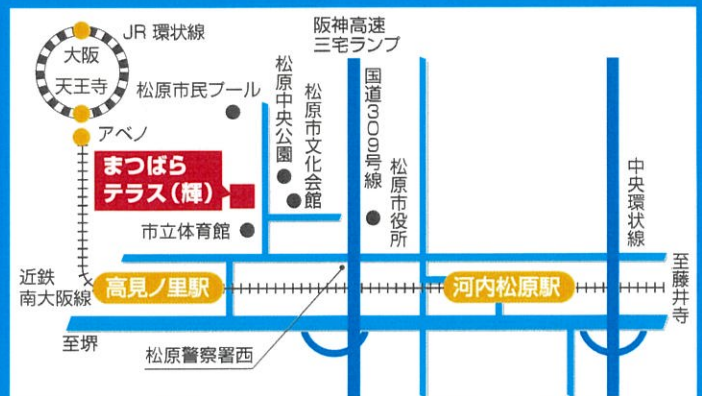 JR 環状線
大阪
天王寺
アベノ
松原市民プール
まつばら
テラス(輝)
市立体育館
松原中央公園
松原市文化会館
阪神高速
三宅ランプ
国道309号線
松原市役所
中央環状線
近鉄
南大阪線
高見ノ里駅
河内松原駅
至藤井寺
至堺
松原警察署西